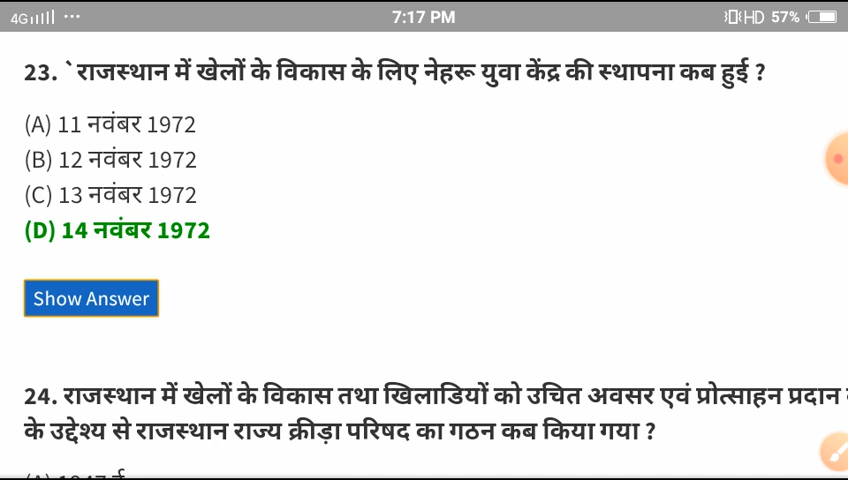 4G 7:17 PM HD 57%
23. `राजस्थान में खेलों के विकास के लिए नेहरू युवा केंद्र की स्थापना कब हुई ?
(A) 11 नवंबर 1972
(B) 12 नवंबर 1972
(C) 13 नवंबर 1972
(D) 14 नवंबर 1972
Show Answer
24. राजस्थान में खेलों के विकास तथा खिलाडियों को उचित अवसर एवं प्रोत्साहन प्रदान
के उद्देश्य से राजस्थान राज्य क्रीड़ा परिषद का गठन कब किया गया ?